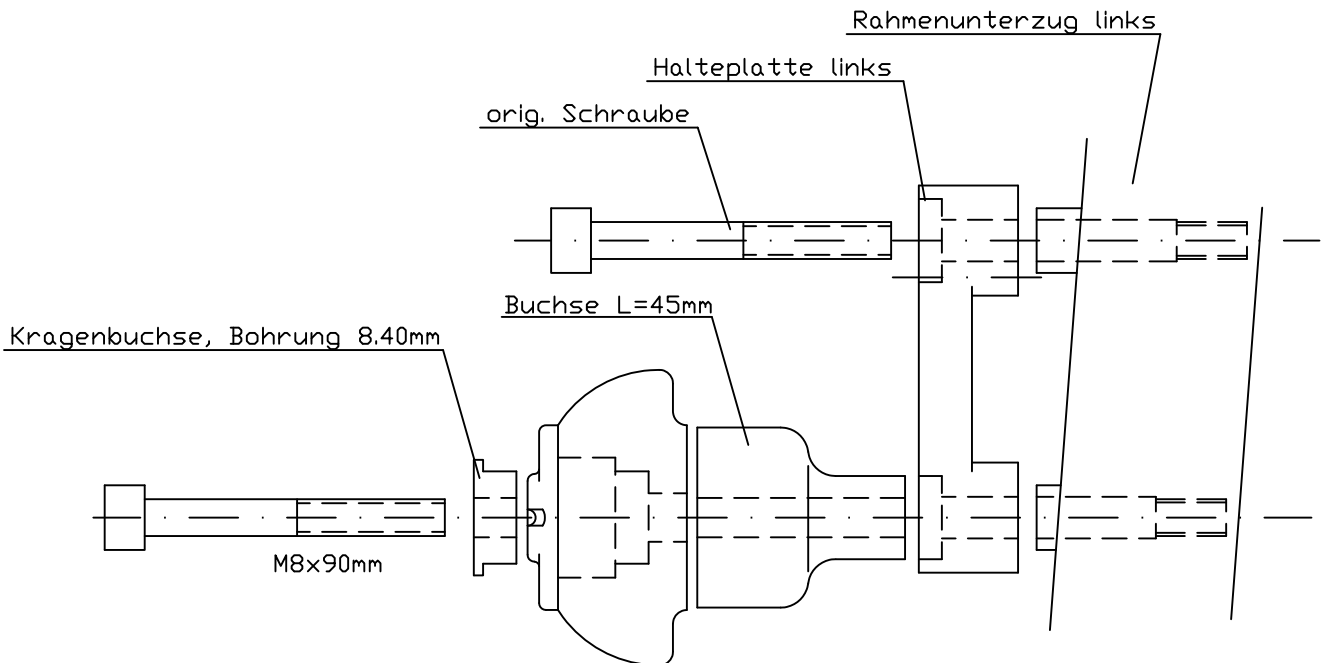 Rahmenunterzug links
Halteplatte links
orig. Schraube
Buchse L=45mm
Kragenbuchse, Bohrung 8.40mm
M8x90mm